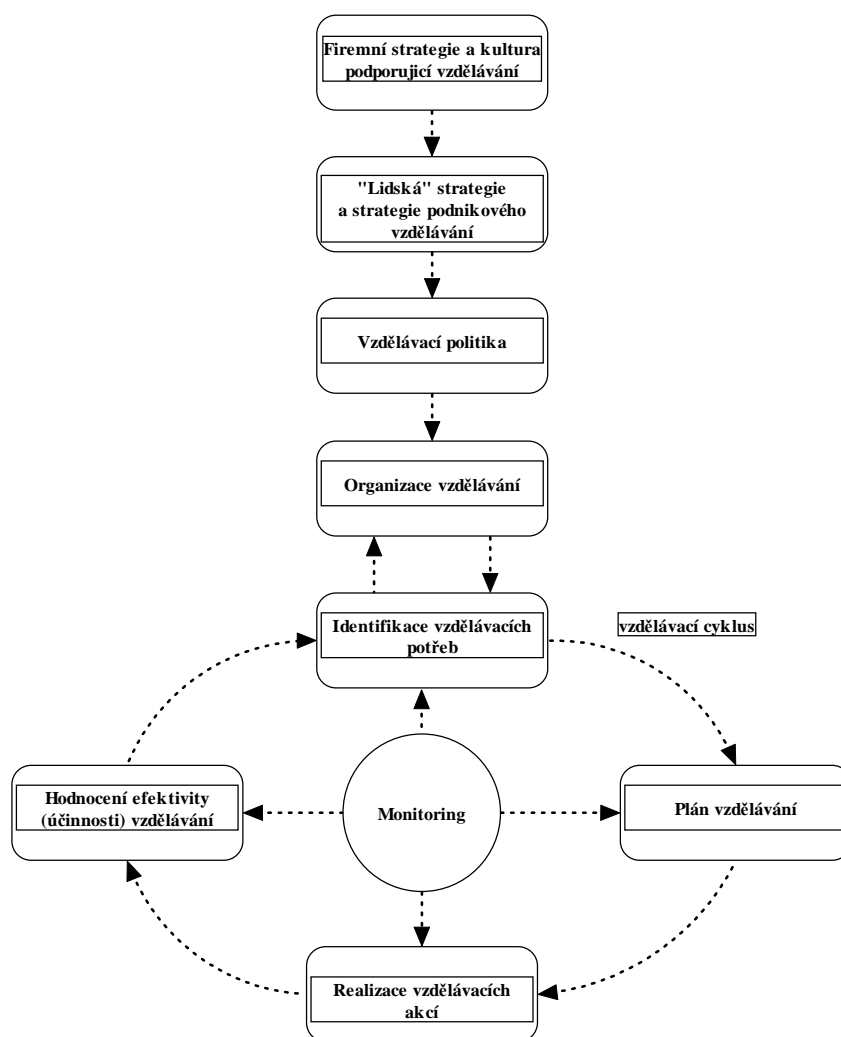 Firemní strategie a kultura
podporujicí vzdělávání
"Lidská" strategie
a strategie podnikového
vzdělávání
Vzdělávací politika
Organizace vzdělávání
Identifikace vzdělávacích
potřeb
vzdělávací cyklus
Hodnocení efektivity
(účinnosti) vzdělávání
Monitoring
Plán vzdělávání
Realizace vzdělávacích
akcí